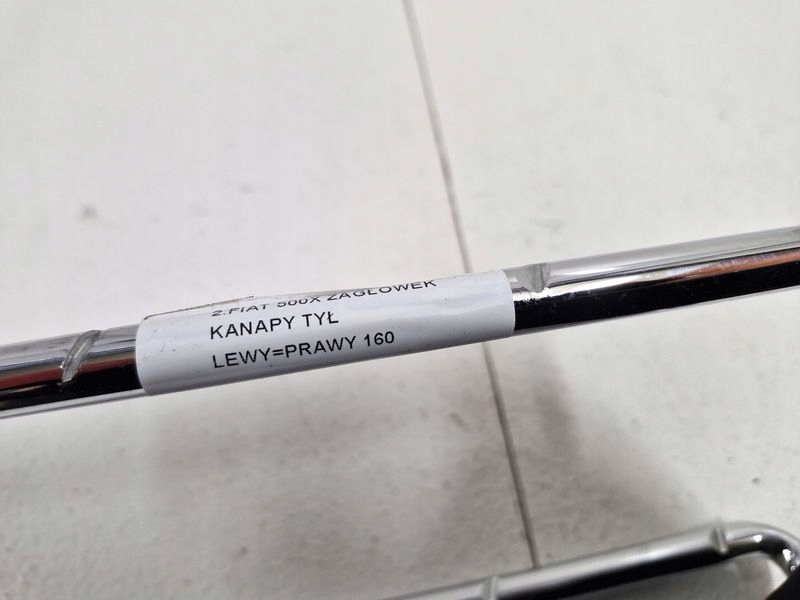 2.FIAT 500X ZAGŁÓWEK
KANAPY TYŁ
LEWY=PRAWY 160